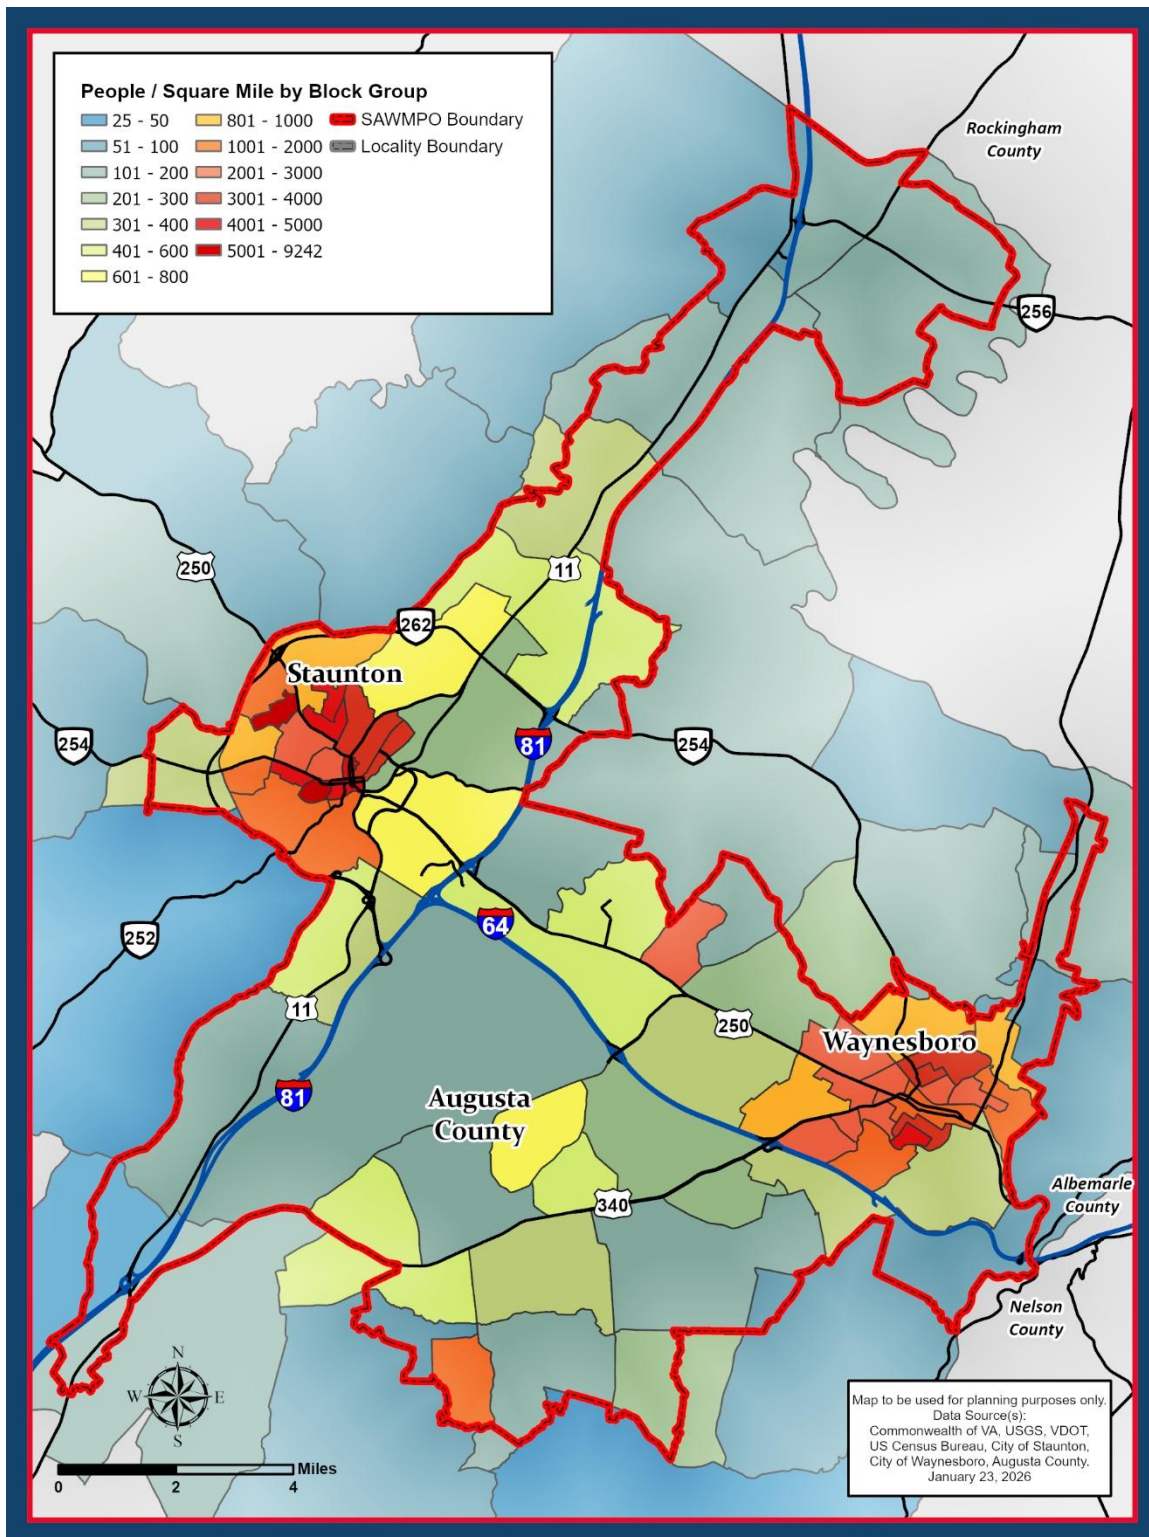 People / Square Mile by Block Group
25 - 50
51 - 100
101 - 200
201 - 300
301 - 400
401 - 600
601 - 800
801 - 1000
1001 - 2000
2001 - 3000
3001 - 4000
4001 - 5000
5001 - 9242
SAWMPO Boundary
Locality Boundary
Rockingham
County
256
250
11
262
Staunton
254
81
254
252
64
11
250
Waynesboro
81
Augusta
County
340
Albemarle
County
Nelson
County
N
W
E
S
Miles
0
2
4
Map to be used for planning purposes only.
Data Source(s):
Commonwealth of VA, USGS, VDOT,
US Census Bureau, City of Staunton,
City of Waynesboro, Augusta County.
January 23, 2026